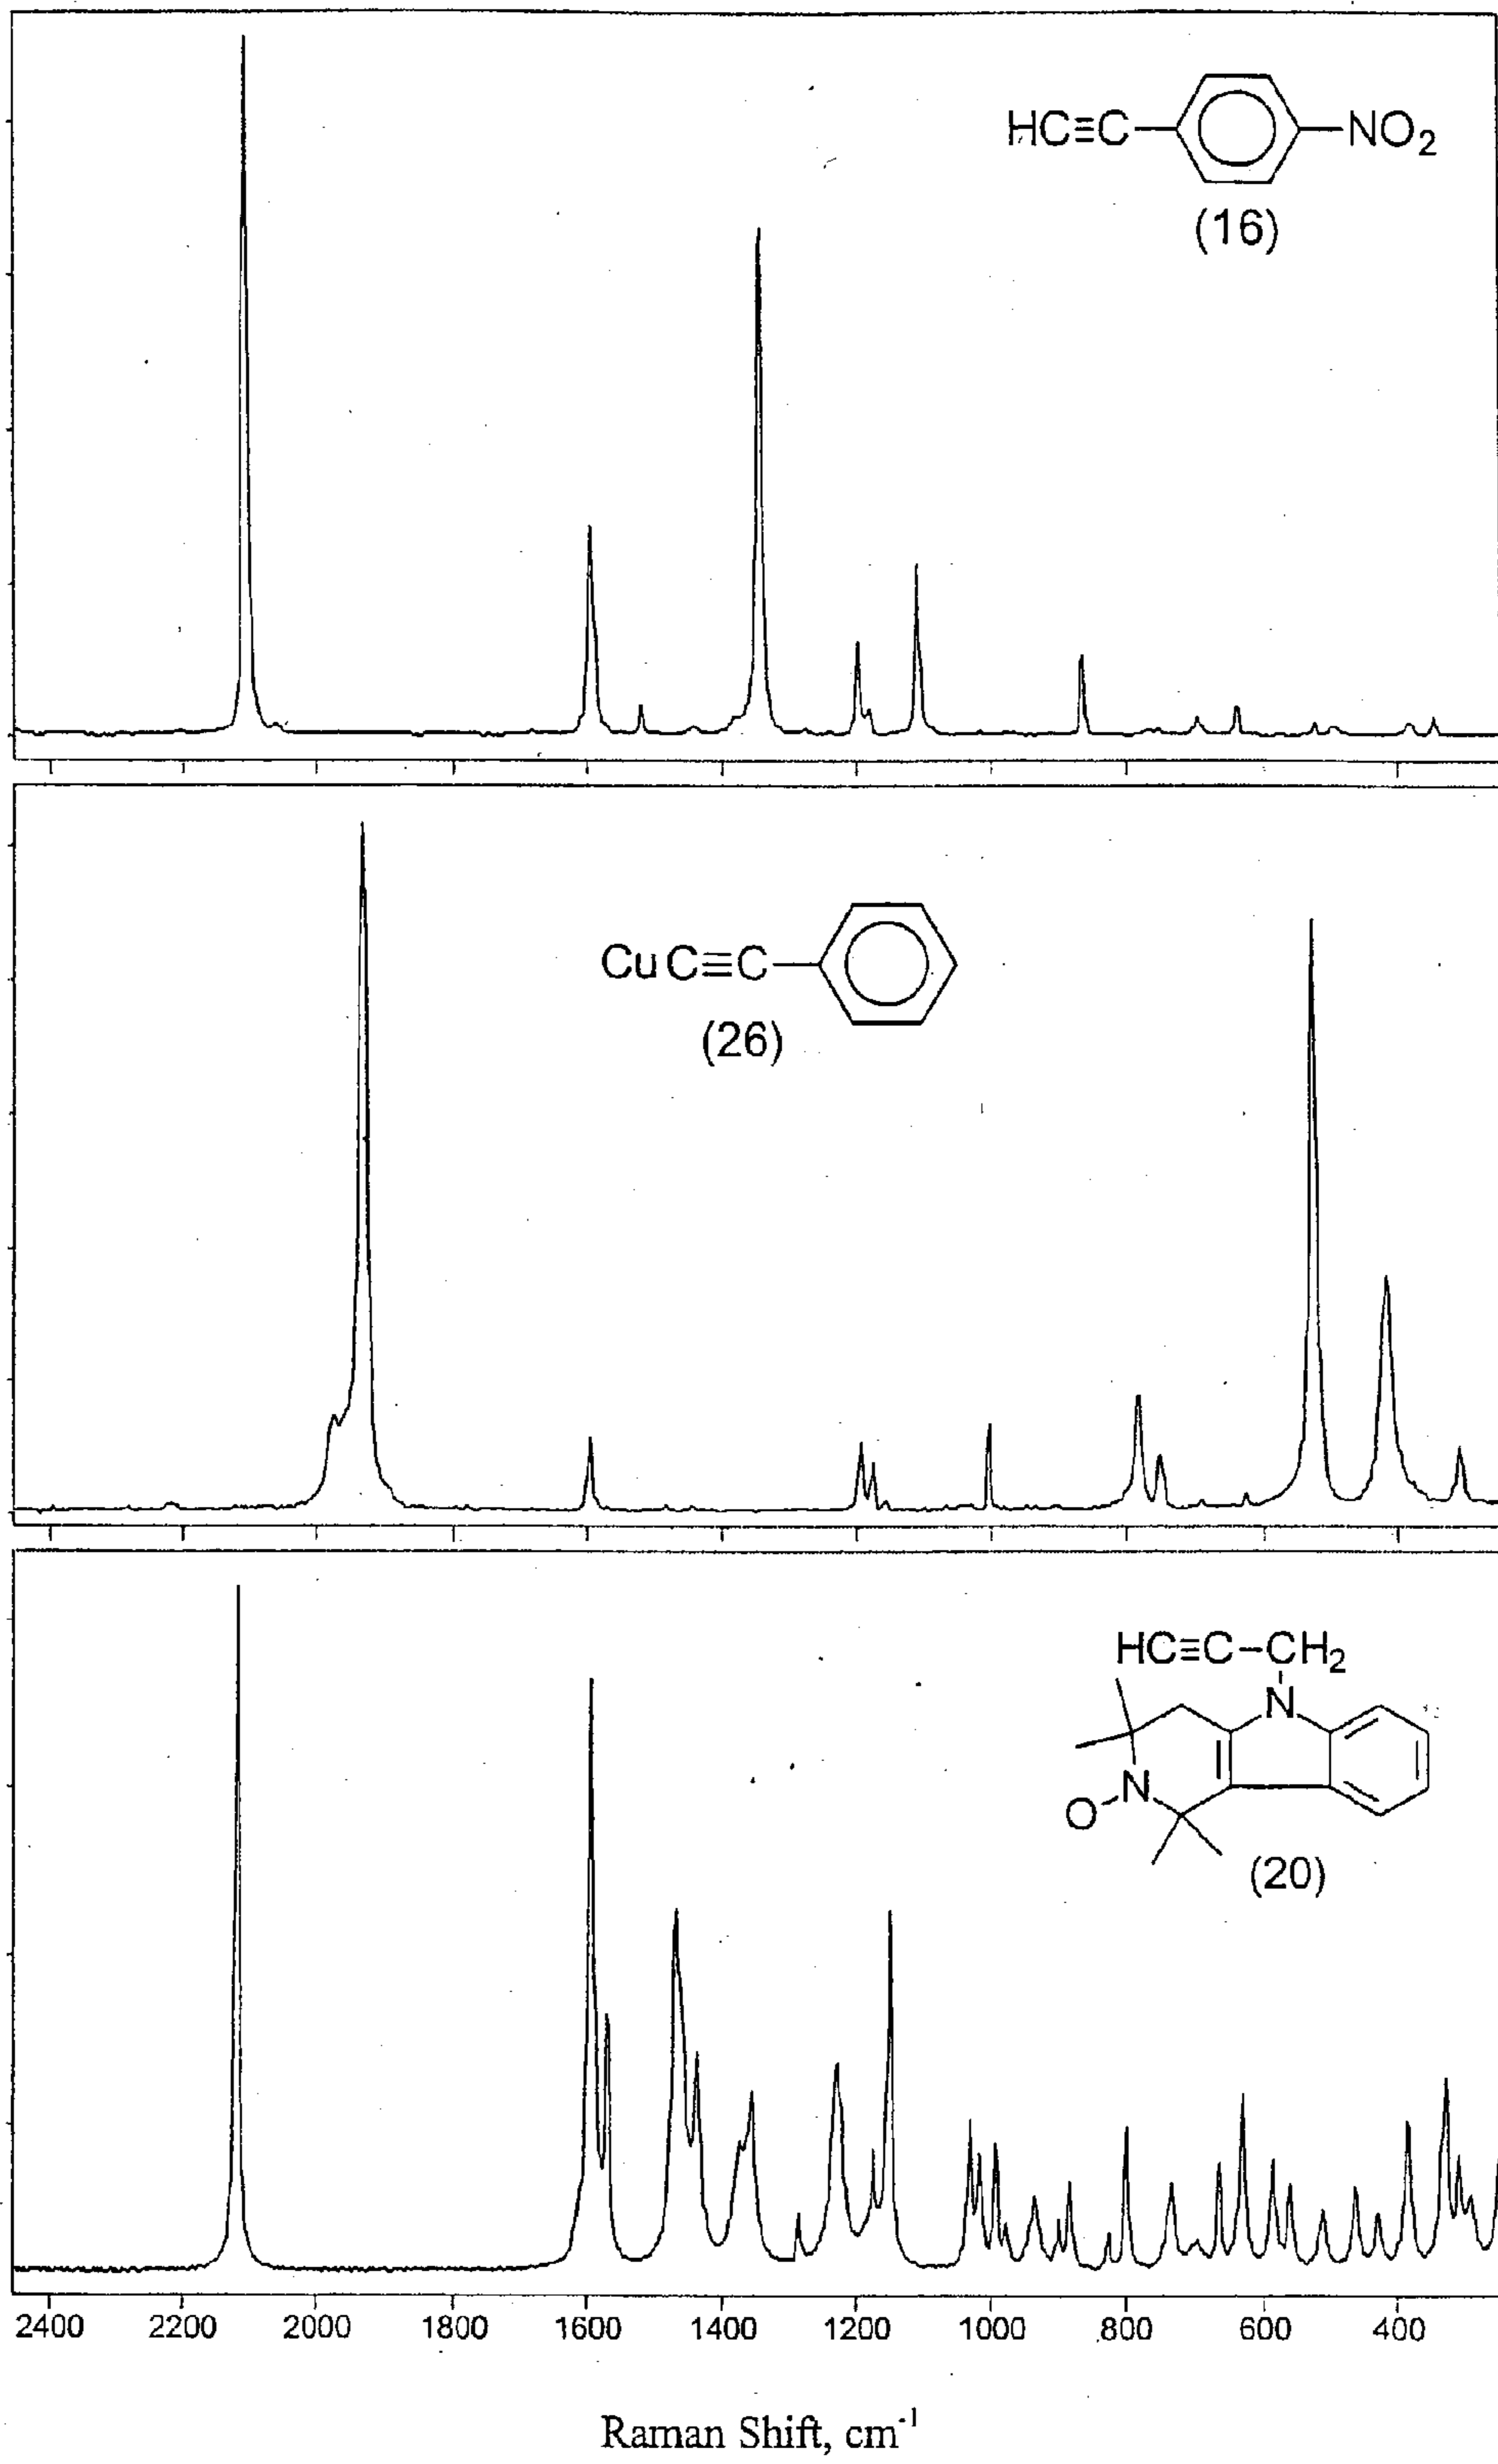 HC≡C NO₂
(16)
Cu C≡C
(26)
HC≡C-CH₂
N
N
O
(20)
2400 2200 2000 1800 1600 1400 1200 1000 800 600 400
Raman Shift, cm⁻¹